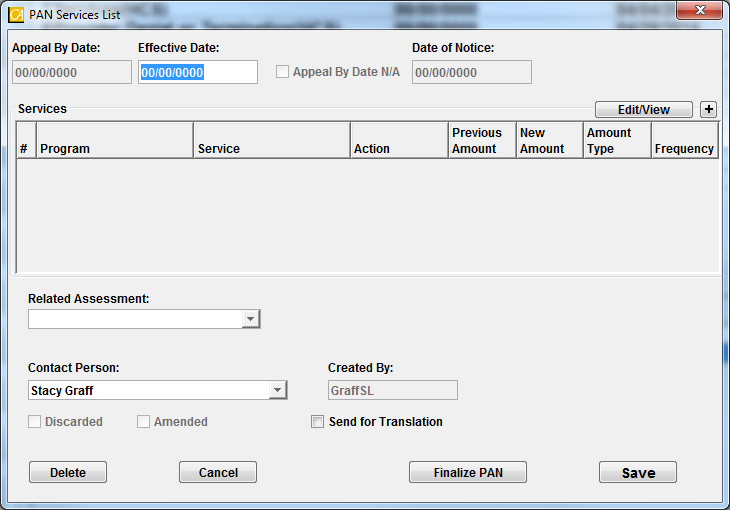 PAN Services List
Appeal By Date: Effective Date: Date of Notice:
00/00/0000 00/00/0000 Appeal By Date N/A 00/00/0000
Services Edit/View +
# Program Service Action Previous Amount New Amount Amount Type Frequency
Related Assessment:
Contact Person: Created By:
Stacy Graff GraffSL
Discarded Amended Send for Translation
Delete Cancel Finalize PAN Save